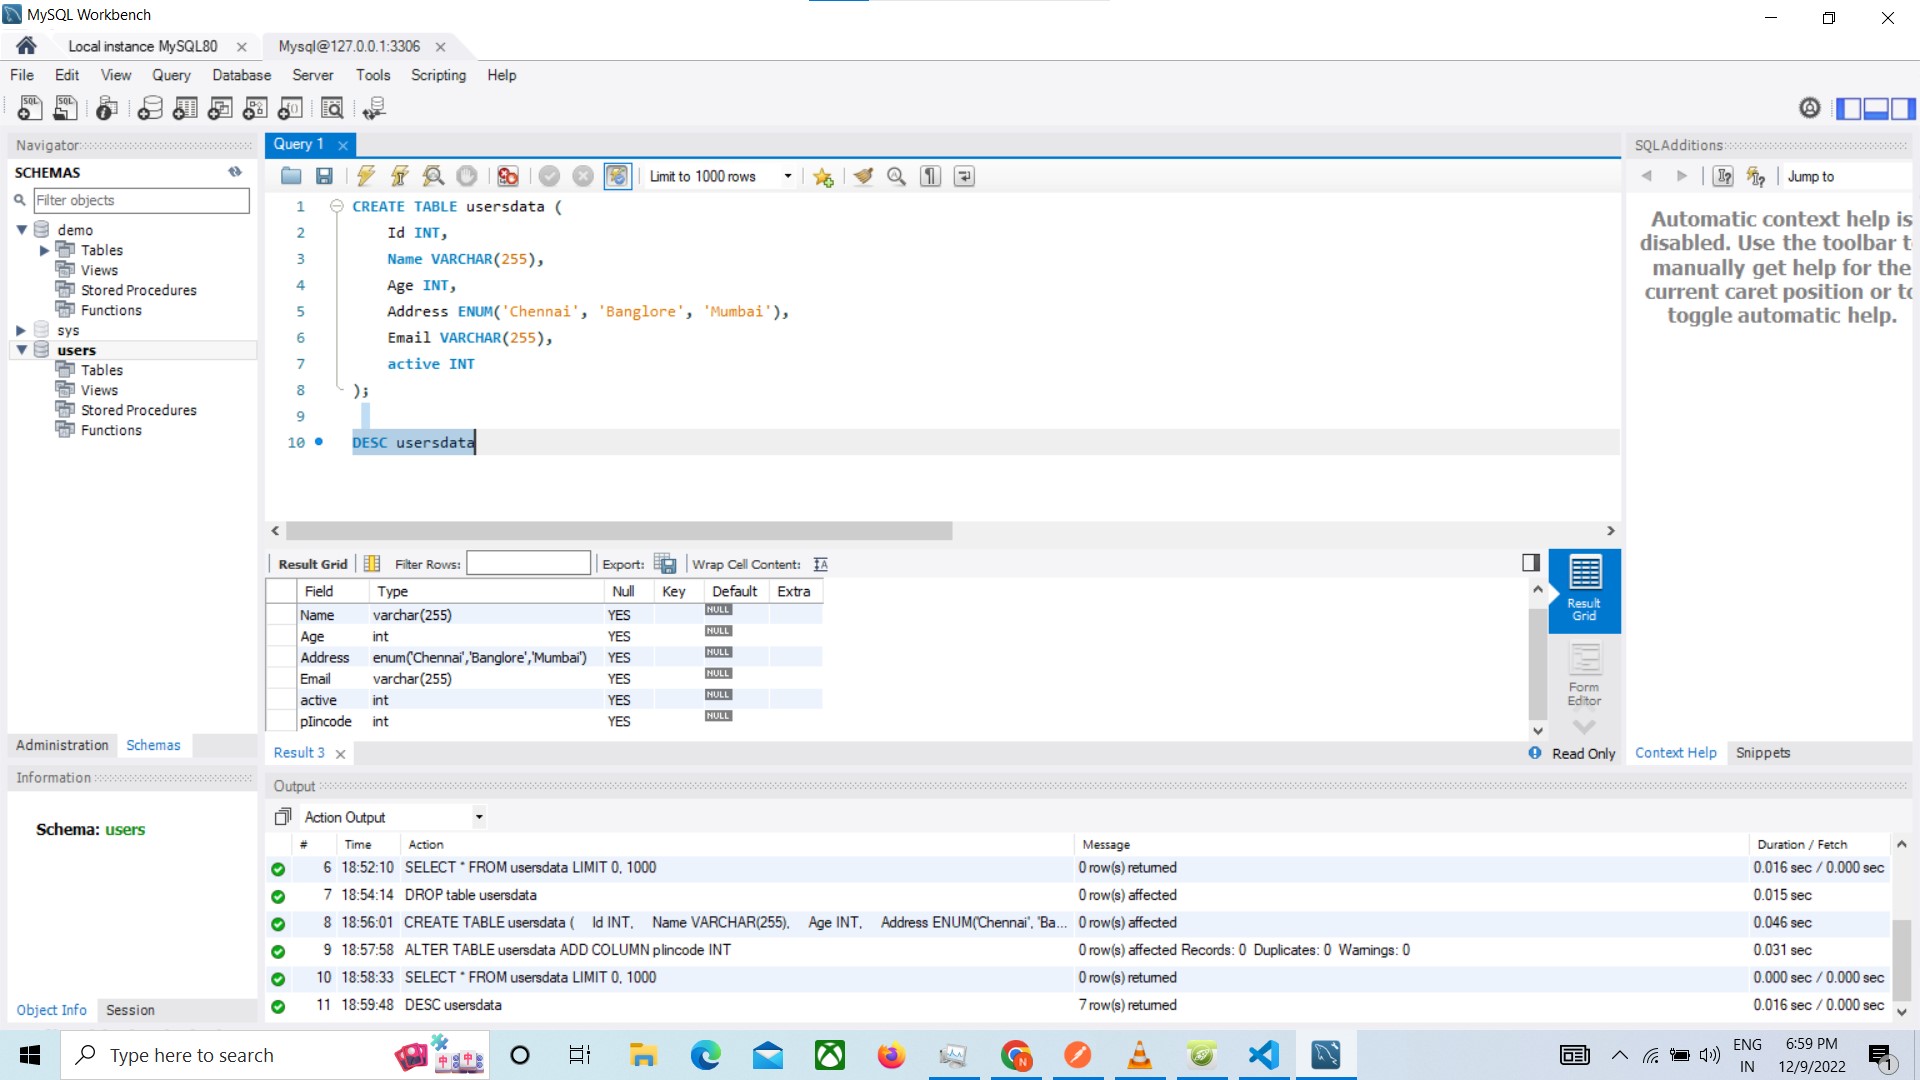 MySQL Workbench
Local instance MySQL80
Mysql@127.0.0.1:3306
File Edit View Query Database Server Tools Scripting Help
Navigator
SCHEMAS
Filter objects
demo
Tables
Views
Stored Procedures
Functions
sys
users
Tables
Views
Stored Procedures
Functions
Administration Schemas
Information
Schema: users
Object Info Session
Query 1
Limit to 1000 rows
1 CREATE TABLE usersdata (
2 Id INT,
3 Name VARCHAR(255),
4 Age INT,
5 Address ENUM('Chennai', 'Banglore', 'Mumbai'),
6 Email VARCHAR(255),
7 active INT
8 );
9
10 DESC usersdata
Result Grid Filter Rows: Export: Wrap Cell Content:
Field Type Null Key Default Extra
Name varchar(255) YES NULL
Age int YES NULL
Address enum('Chennai','Banglore','Mumbai') YES NULL
Email varchar(255) YES NULL
active int YES NULL
pIincode int YES NULL
Result Grid
Form Editor
Result 3
Read Only
SQLAdditions
Jump to
Automatic context help is
disabled. Use the toolbar t
manually get help for the
current caret position or to
toggle automatic help.
Context Help Snippets
Output
Action Output
# Time Action Message Duration / Fetch
6 18:52:10 SELECT * FROM usersdata LIMIT 0, 1000 0 row(s) returned 0.016 sec / 0.000 sec
7 18:54:14 DROP table usersdata 0 row(s) affected 0.015 sec
8 18:56:01 CREATE TABLE usersdata ( Id INT, Name VARCHAR(255), Age INT, Address ENUM('Chennai', 'Ba... 0 row(s) affected 0.046 sec
9 18:57:58 ALTER TABLE usersdata ADD COLUMN pIincode INT 0 row(s) affected Records: 0 Duplicates: 0 Warnings: 0 0.031 sec
10 18:58:33 SELECT * FROM usersdata LIMIT 0, 1000 0 row(s) returned 0.000 sec / 0.000 sec
11 18:59:48 DESC usersdata 7 row(s) returned 0.016 sec / 0.000 sec
Type here to search
ENG
IN
6:59 PM
12/9/2022
1